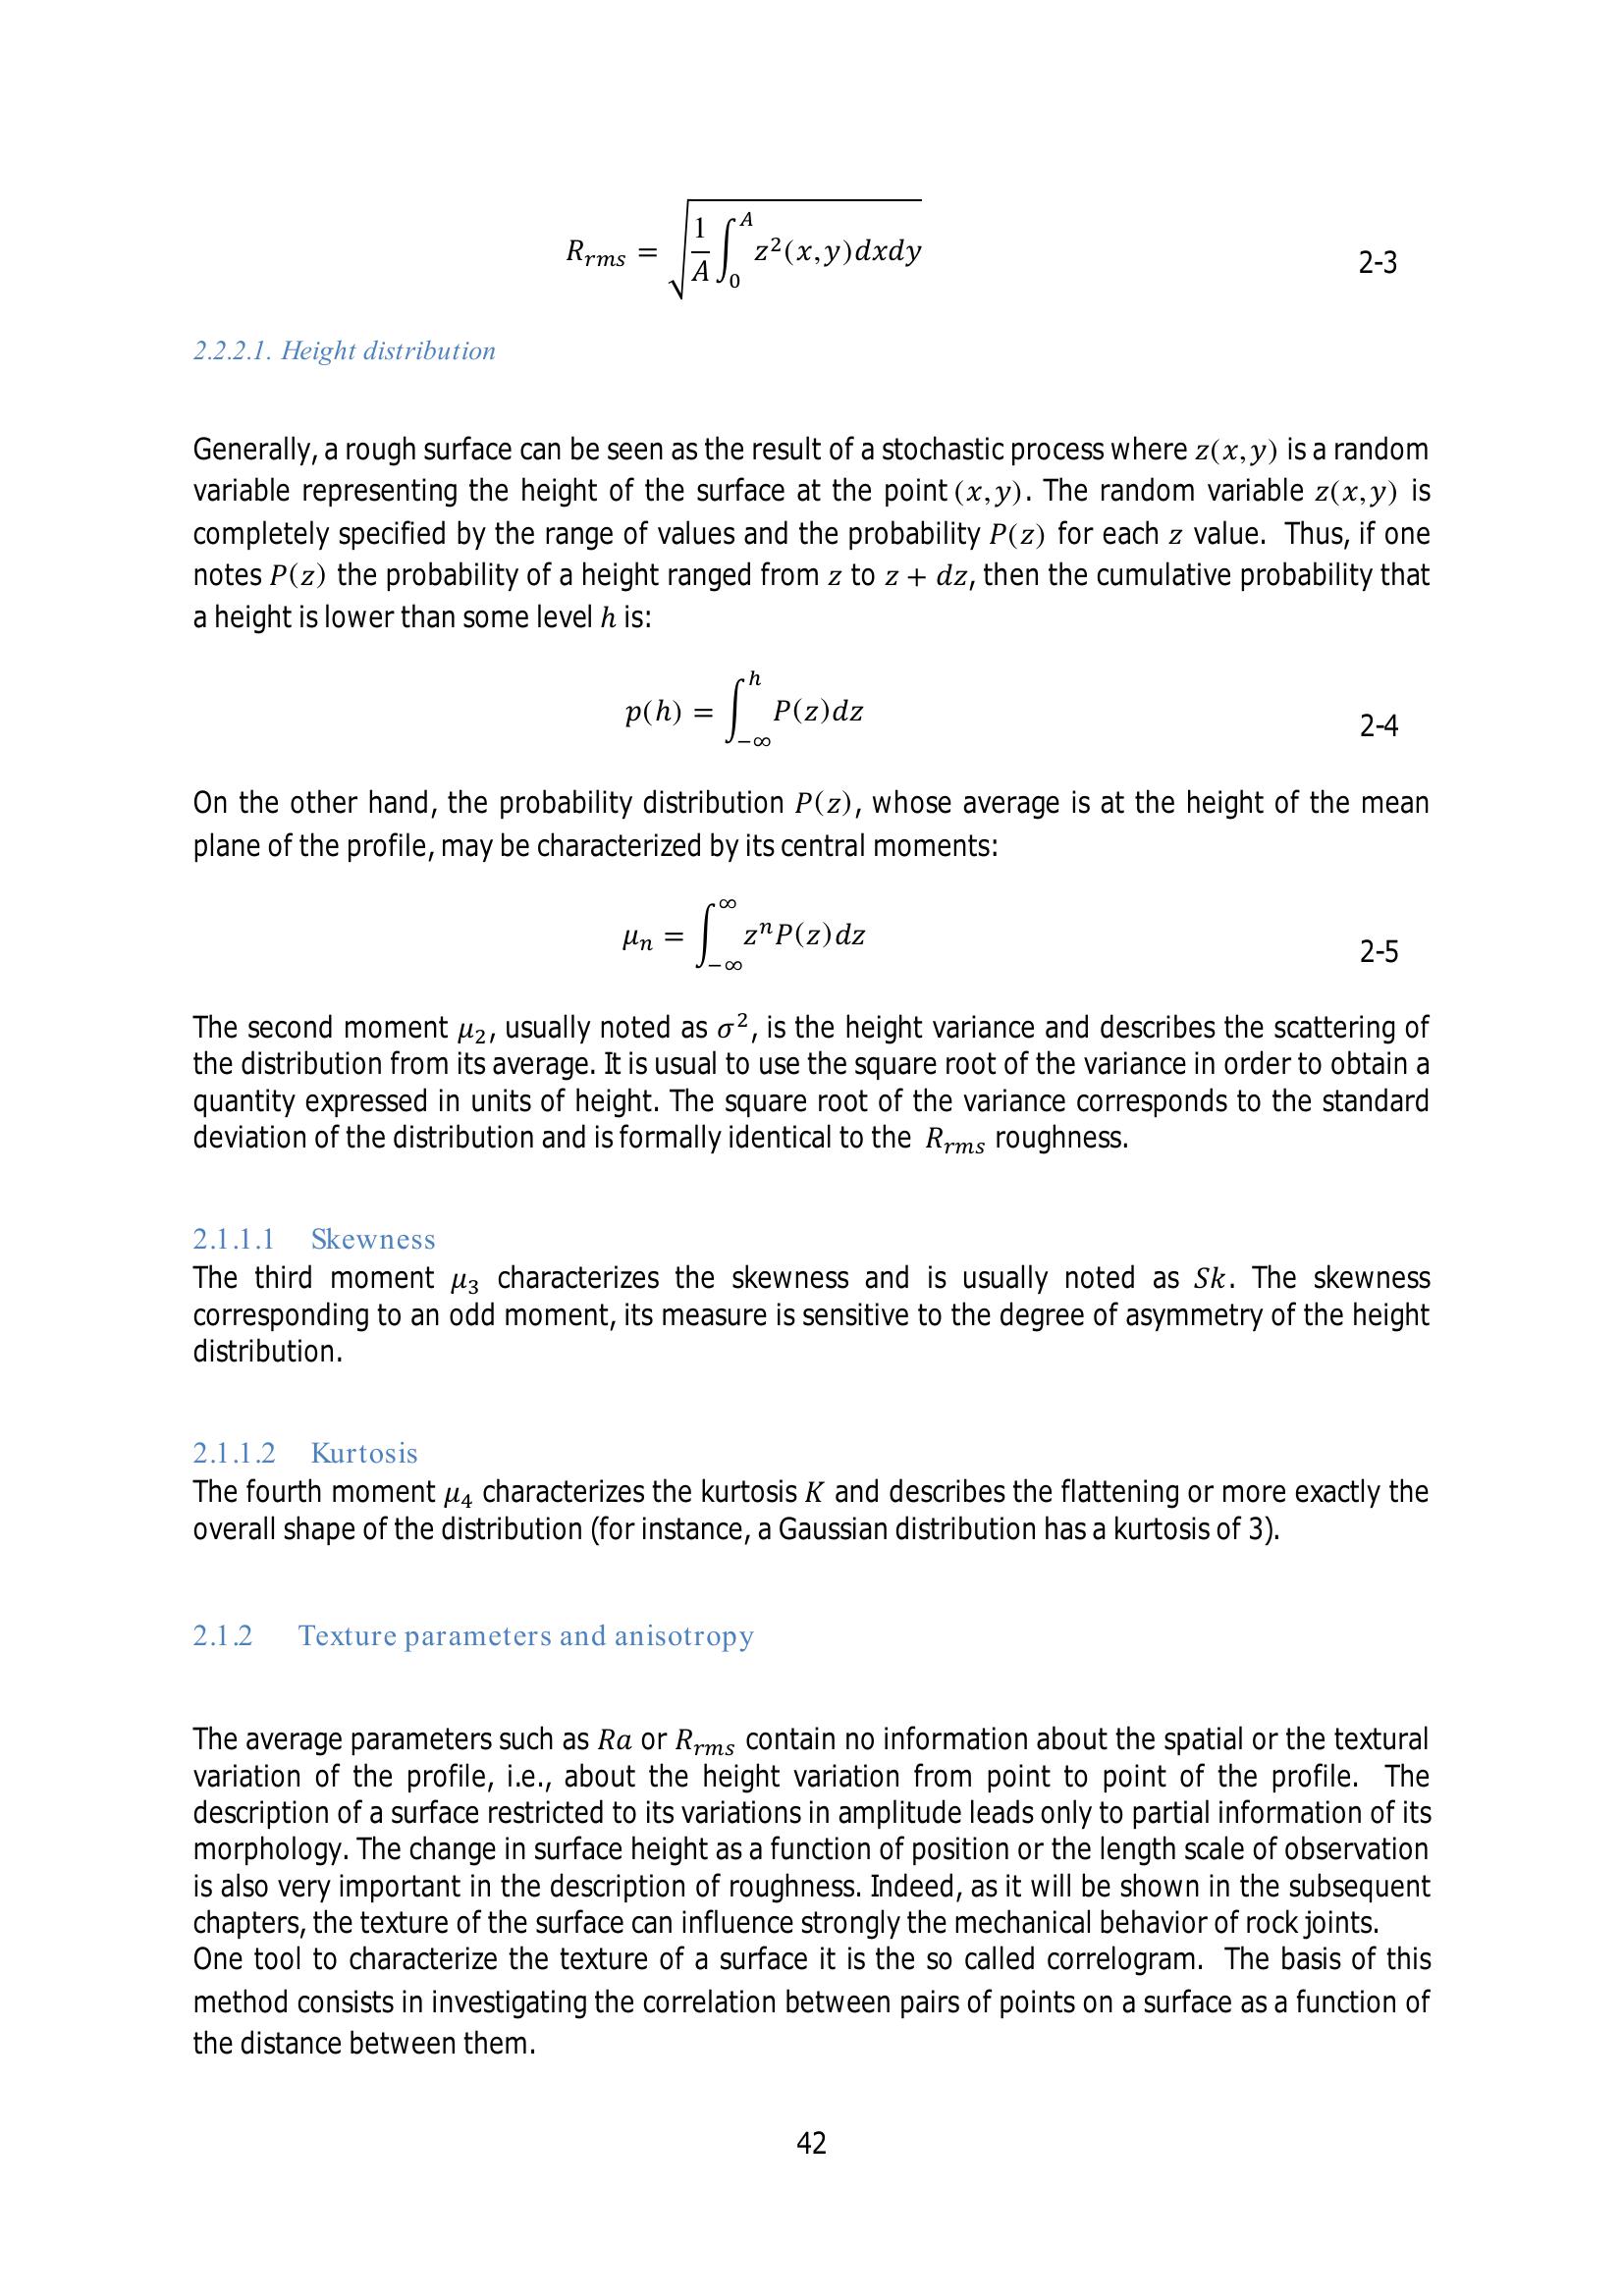 R_{rms} = \sqrt{\frac{1}{A}\int_0^A z^2(x,y)dxdy} 2-3
2.2.2.1. Height distribution
Generally, a rough surface can be seen as the result of a stochastic process where z(x,y) is a random
variable representing the height of the surface at the point (x,y). The random variable z(x,y) is
completely specified by the range of values and the probability P(z) for each z value. Thus, if one
notes P(z) the probability of a height ranged from z to z + dz, then the cumulative probability that
a height is lower than some level h is:
p(h) = \int_{-\infty}^{h} P(z)dz 2-4
On the other hand, the probability distribution P(z), whose average is at the height of the mean
plane of the profile, may be characterized by its central moments:
\mu_n = \int_{-\infty}^{\infty} z^n P(z)dz 2-5
The second moment μ₂, usually noted as σ², is the height variance and describes the scattering of
the distribution from its average. It is usual to use the square root of the variance in order to obtain a
quantity expressed in units of height. The square root of the variance corresponds to the standard
deviation of the distribution and is formally identical to the R_{rms} roughness.
2.1.1.1 Skewness
The third moment μ₃ characterizes the skewness and is usually noted as Sk. The skewness
corresponding to an odd moment, its measure is sensitive to the degree of asymmetry of the height
distribution.
2.1.1.2 Kurtosis
The fourth moment μ₄ characterizes the kurtosis K and describes the flattening or more exactly the
overall shape of the distribution (for instance, a Gaussian distribution has a kurtosis of 3).
2.1.2 Texture parameters and anisotropy
The average parameters such as Ra or R_{rms} contain no information about the spatial or the textural
variation of the profile, i.e., about the height variation from point to point of the profile. The
description of a surface restricted to its variations in amplitude leads only to partial information of its
morphology. The change in surface height as a function of position or the length scale of observation
is also very important in the description of roughness. Indeed, as it will be shown in the subsequent
chapters, the texture of the surface can influence strongly the mechanical behavior of rock joints.
One tool to characterize the texture of a surface it is the so called correlogram. The basis of this
method consists in investigating the correlation between pairs of points on a surface as a function of
the distance between them.
42